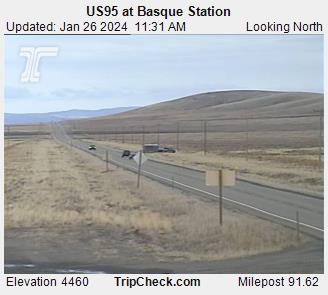 US95 at Basque Station
Updated: Jan 26 2024 11:31 AM Looking North
Elevation 4460 TripCheck.com Milepost 91.62